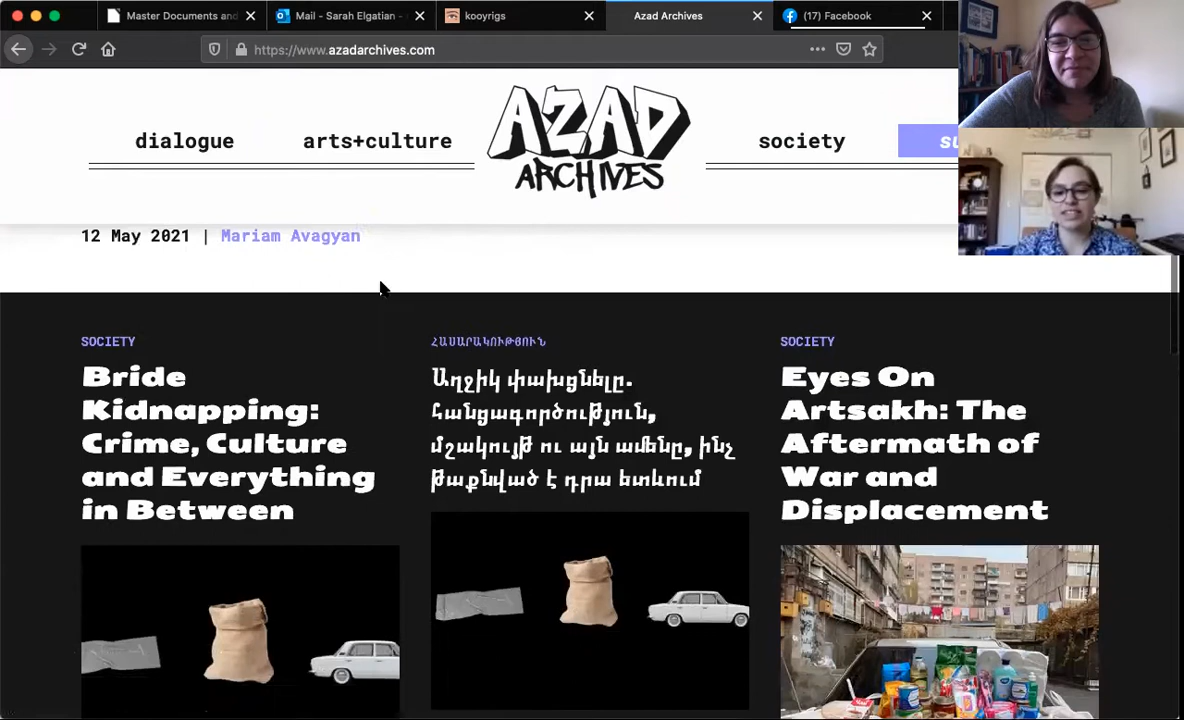 Master Documents and
Mail - Sarah Elgatian -
kooyrigs
Azad Archives
(17) Facebook
https://www.azadarchives.com
dialogue
arts+culture
AZAD
ARCHIVES
society
su
12 May 2021 | Mariam Avagyan
SOCIETY
Bride
Kidnapping:
Crime, Culture
and Everything
in Between
ՀԱՍԱՐԱԿՈՒԹՅՈՒՆ
Աղջիկ փախցնելը.
հանցագործություն,
մշակույթ ու այն ամենը, ինչ
թաքնված է դրա ետևում
SOCIETY
Eyes On
Artsakh: The
Aftermath of
War and
Displacement